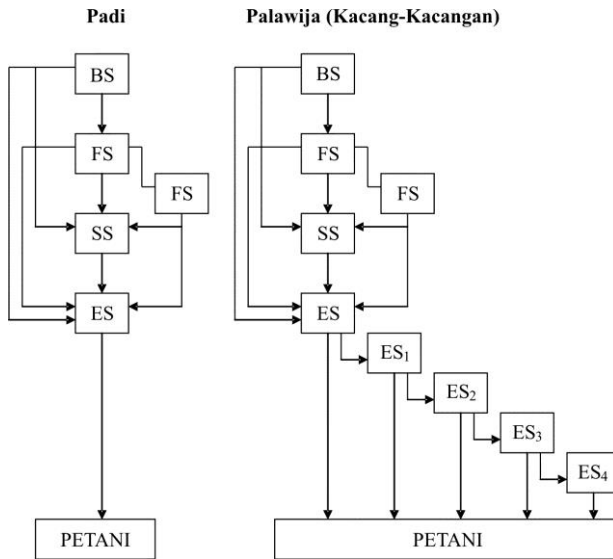 Padi
BS
FS
FS
SS
ES
PETANI
Palawija (Kacang-Kacangan)
BS
FS
FS
SS
ES
ES₁
ES₂
ES₃
ES₄
PETANI